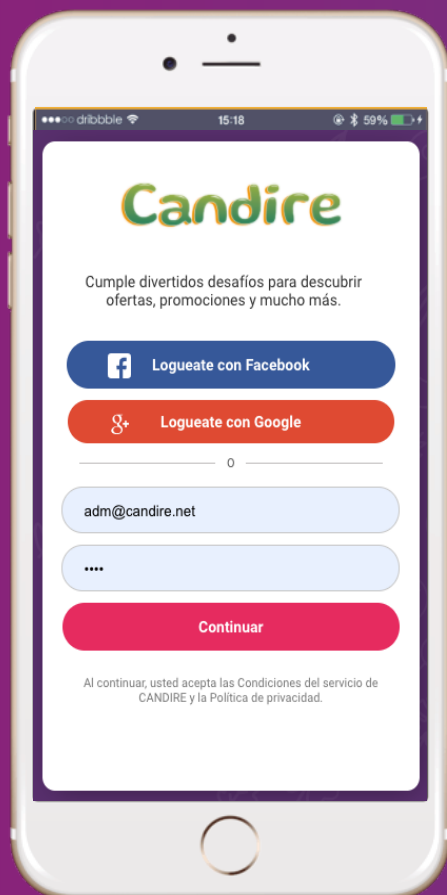 dribbble 15:18 59%
Candire
Cumple divertidos desafíos para descubrir
ofertas, promociones y mucho más.
Logueate con Facebook
g+ Logueate con Google
O
adm@candire.net
••••
Continuar
Al continuar, usted acepta las Condiciones del servicio de
CANDIRE y la Política de privacidad.